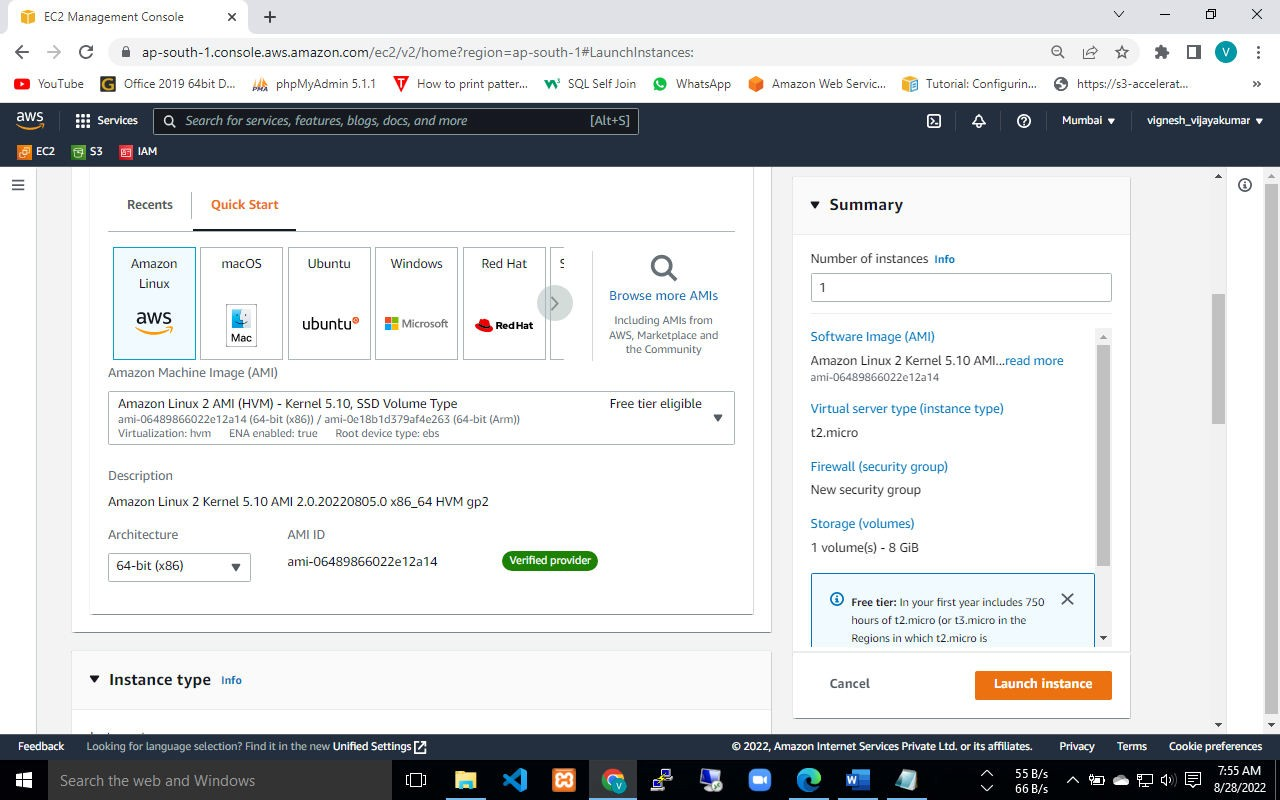 EC2 Management Console
ap-south-1.console.aws.amazon.com/ec2/v2/home?region=ap-south-1#LaunchInstances:
V
YouTube
G Office 2019 64bit D...
PMA phpMyAdmin 5.1.1
How to print patter...
SQL Self Join
WhatsApp
Amazon Web Servic...
Tutorial: Configurin...
https://s3-accelerat...
»
aws
Services
Search for services, features, blogs, docs, and more [Alt+S]
Mumbai
vignesh_vijayakumar
EC2
S3
IAM
Recents
Quick Start
Amazon
Linux
aws
macOS
Mac
Ubuntu
ubuntu
Windows
Microsoft
Red Hat
Red Hat
S
Browse more AMIs
Including AMIs from
AWS, Marketplace and
the Community
Amazon Machine Image (AMI)
Amazon Linux 2 AMI (HVM) - Kernel 5.10, SSD Volume Type Free tier eligible
ami-06489866022e12a14 (64-bit (x86)) / ami-0e18b1d379af4e263 (64-bit (Arm))
Virtualization: hvm ENA enabled: true Root device type: ebs
Description
Amazon Linux 2 Kernel 5.10 AMI 2.0.20220805.0 x86_64 HVM gp2
Architecture AMI ID
64-bit (x86) ami-06489866022e12a14 Verified provider
Instance type Info
Summary
Number of instances Info
1
Software Image (AMI)
Amazon Linux 2 Kernel 5.10 AMI...read more
ami-06489866022e12a14
Virtual server type (instance type)
t2.micro
Firewall (security group)
New security group
Storage (volumes)
1 volume(s) - 8 GiB
Free tier: In your first year includes 750
hours of t2.micro (or t3.micro in the
Regions in which t2.micro is
Cancel
Launch instance
Feedback Looking for language selection? Find it in the new Unified Settings
© 2022, Amazon Internet Services Private Ltd. or its affiliates. Privacy Terms Cookie preferences
Search the web and Windows
55 B/s
66 B/s
7:55 AM
8/28/2022